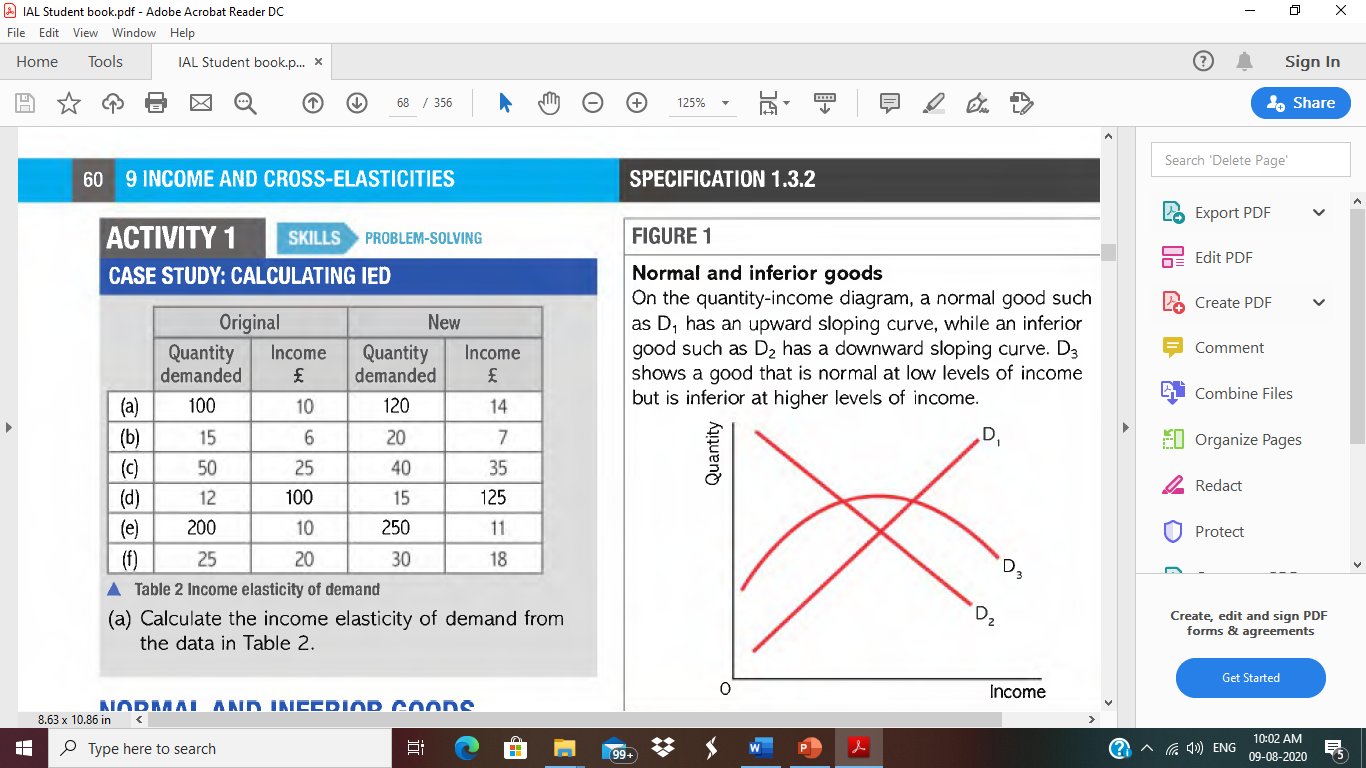 IAL Student book.pdf - Adobe Acrobat Reader DC
File Edit View Window Help
Home Tools IAL Student book.p... ×
Sign In
68 / 356
125%
Share
60 9 INCOME AND CROSS-ELASTICITIES
SPECIFICATION 1.3.2
ACTIVITY 1 SKILLS PROBLEM-SOLVING
CASE STUDY: CALCULATING IED
Original New
Quantity demanded Income £ Quantity demanded Income £
(a) 100 10 120 14
(b) 15 6 20 7
(c) 50 25 40 35
(d) 12 100 15 125
(e) 200 10 250 11
(f) 25 20 30 18
▲ Table 2 Income elasticity of demand
(a) Calculate the income elasticity of demand from
the data in Table 2.
NORMAL AND INFERIOR GOODS
FIGURE 1
Normal and inferior goods
On the quantity-income diagram, a normal good such
as D₁ has an upward sloping curve, while an inferior
good such as D₂ has a downward sloping curve. D₃
shows a good that is normal at low levels of income
but is inferior at higher levels of income.
Quantity
D₁
D₃
D₂
0
Income
Search 'Delete Page'
Export PDF
Edit PDF
Create PDF
Comment
Combine Files
Organize Pages
Redact
Protect
Create, edit and sign PDF
forms & agreements
Get Started
8.63 x 10.86 in
Type here to search
99+
ENG
10:02 AM
09-08-2020
5